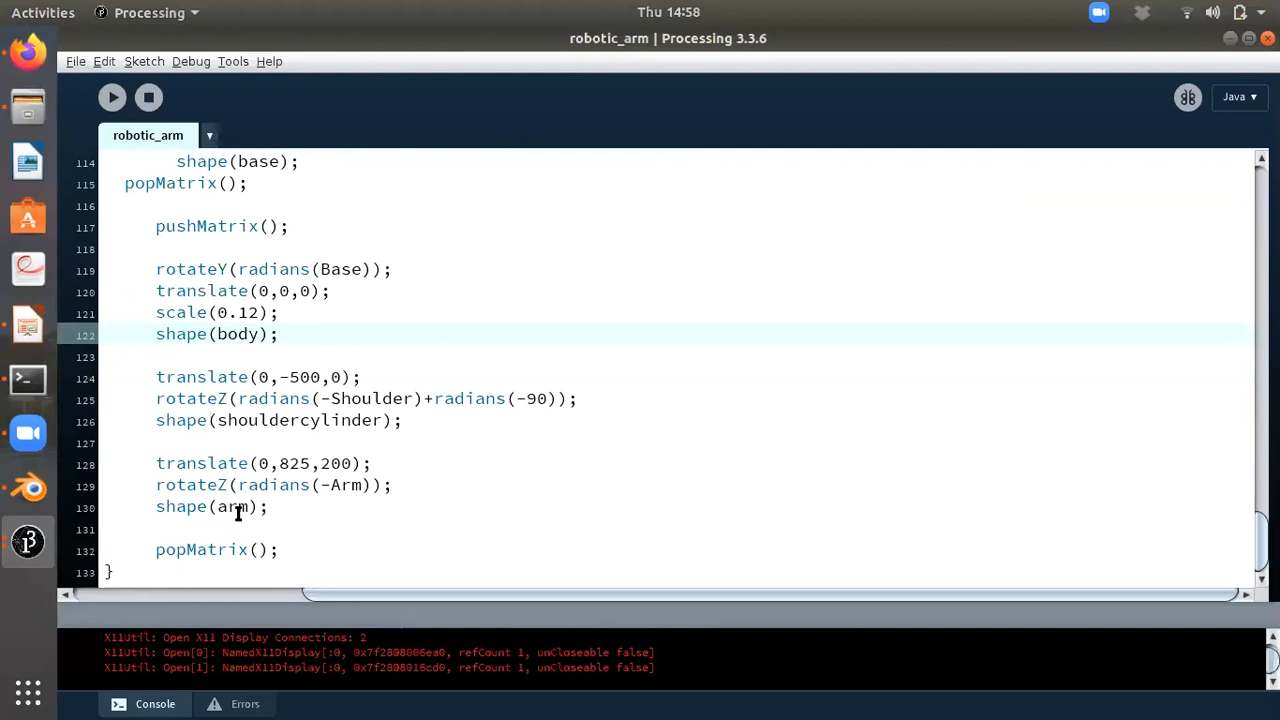 Activities Processing Thu 14:58
robotic_arm | Processing 3.3.6
File Edit Sketch Debug Tools Help
Java
robotic_arm
114 shape(base);
115 popMatrix();
116
117 pushMatrix();
118
119 rotateY(radians(Base));
120 translate(0,0,0);
121 scale(0.12);
122 shape(body);
123
124 translate(0,-500,0);
125 rotateZ(radians(-Shoulder)+radians(-90));
126 shape(shouldercylinder);
127
128 translate(0,825,200);
129 rotateZ(radians(-Arm));
130 shape(arm);
131
132 popMatrix();
133 }
X11Util: Open X11 Display Connections: 2
X11Util: Open[0]: NamedX11Display[:0, 0x7f2808006ea0, refCount 1, unCloseable false]
X11Util: Open[1]: NamedX11Display[:0, 0x7f2808016cd0, refCount 1, unCloseable false]
Console Errors